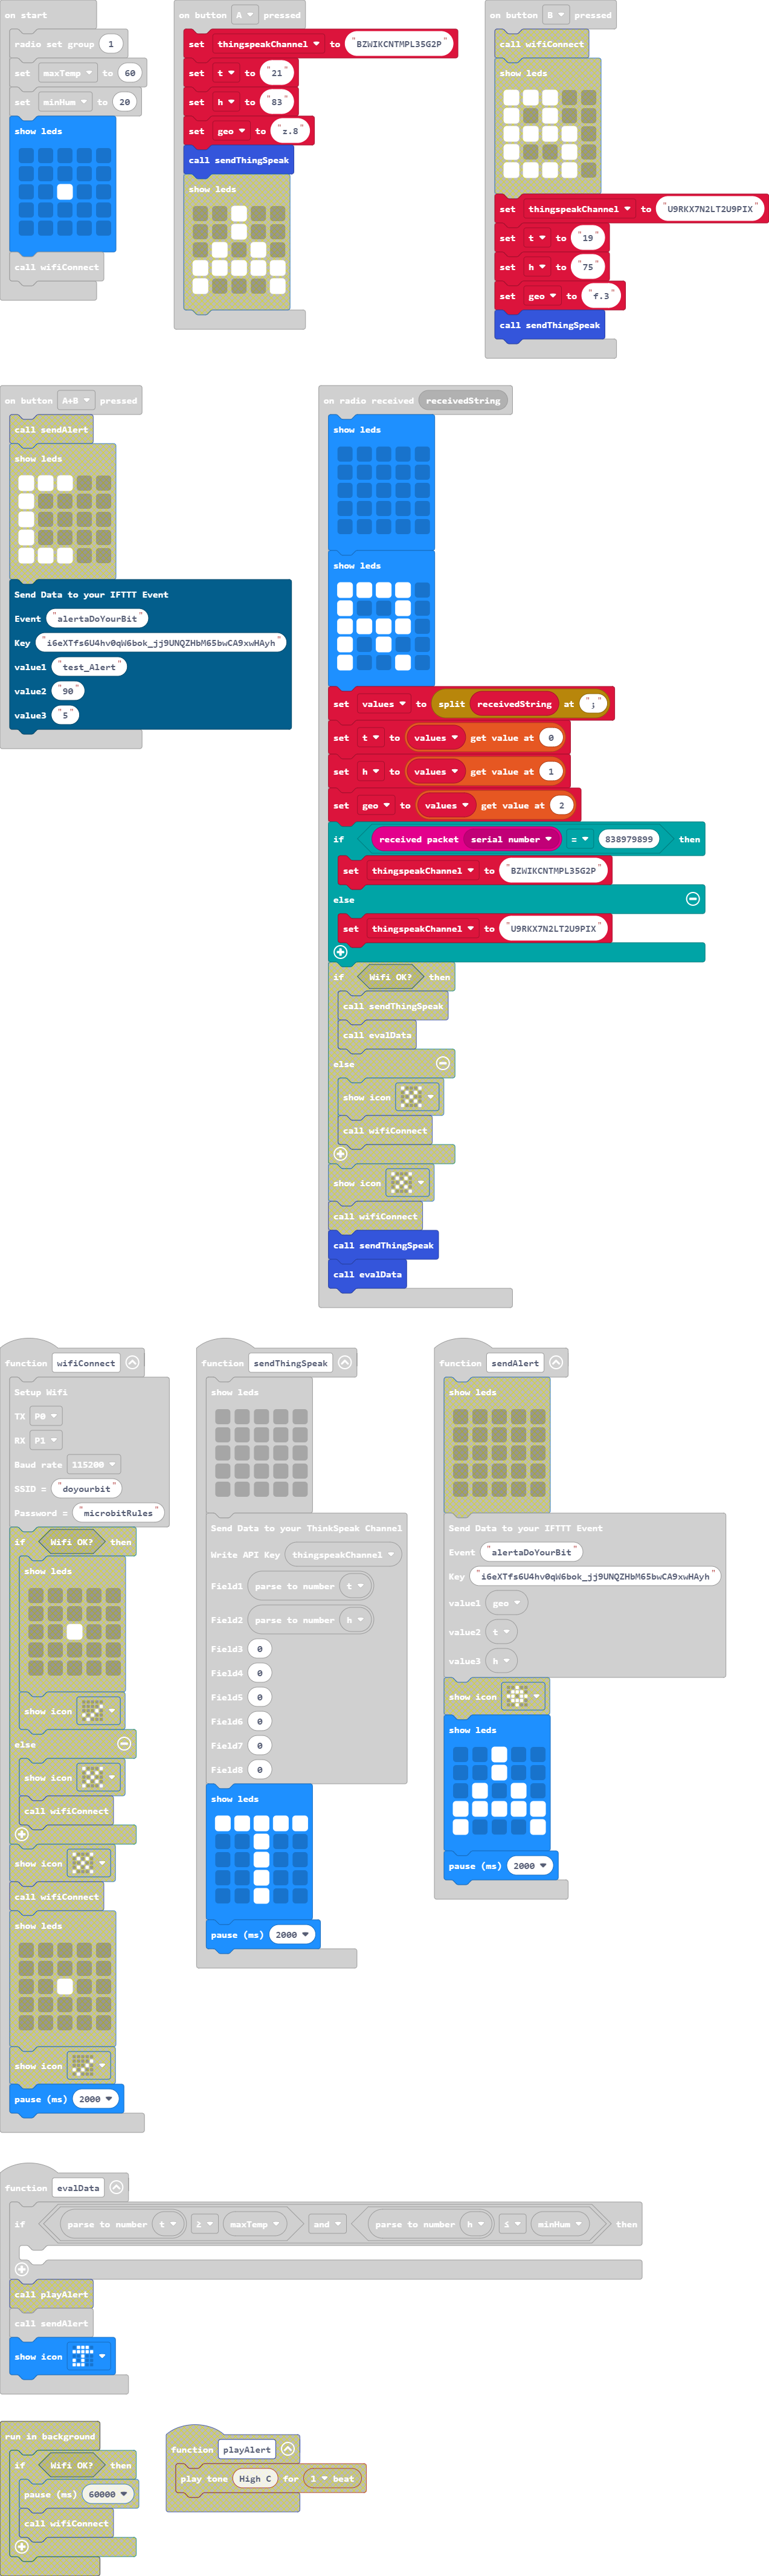 on start
radio set group 1
set maxTemp to 60
set minHum to 20
show leds
call wifiConnect
on button A pressed
set thingspeakChannel to "BZWIKCNTMPL35G2P"
set t to "21"
set h to "83"
set geo to "z.8"
call sendThingSpeak
show leds
on button B pressed
call wifiConnect
show leds
set thingspeakChannel to "U9RKX7N2LT2U9PIX"
set t to "19"
set h to "75"
set geo to "f.3"
call sendThingSpeak
on button A+B pressed
call sendAlert
show leds
Send Data to your IFTTT Event
Event "alertaDoYourBit"
Key "i6eXTfs6U4hv0qW6bok_jj9UNQZHbM65bwCA9xwHAyh"
value1 "test_Alert"
value2 "90"
value3 "5"
on radio received receivedString
show leds
show leds
set values to split receivedString at ";"
set t to values get value at 0
set h to values get value at 1
set geo to values get value at 2
if received packet serial number = 838979899 then
set thingspeakChannel to "BZWIKCNTMPL35G2P"
else
set thingspeakChannel to "U9RKX7N2LT2U9PIX"
if Wifi OK? then
call sendThingSpeak
call evalData
else
show icon
call wifiConnect
show icon
call wifiConnect
call sendThingSpeak
call evalData
function wifiConnect
Setup Wifi
TX P0
RX P1
Baud rate 115200
SSID = "doyourbit"
Password = "microbitRules"
if Wifi OK? then
show leds
show icon
else
show icon
call wifiConnect
show icon
call wifiConnect
show leds
show icon
pause (ms) 2000
function sendThingSpeak
show leds
Send Data to your ThinkSpeak Channel
Write API Key thingspeakChannel
Field1 parse to number t
Field2 parse to number h
Field3 0
Field4 0
Field5 0
Field6 0
Field7 0
Field8 0
show leds
pause (ms) 2000
function sendAlert
show leds
Send Data to your IFTTT Event
Event "alertaDoYourBit"
Key "i6eXTfs6U4hv0qW6bok_jj9UNQZHbM65bwCA9xwHAyh"
value1 geo
value2 t
value3 h
show icon
show leds
pause (ms) 2000
function evalData
if parse to number t ≥ maxTemp and parse to number h ≤ minHum then
call playAlert
call sendAlert
show icon
run in background
if Wifi OK? then
pause (ms) 60000
call wifiConnect
function playAlert
play tone High C for 1 beat